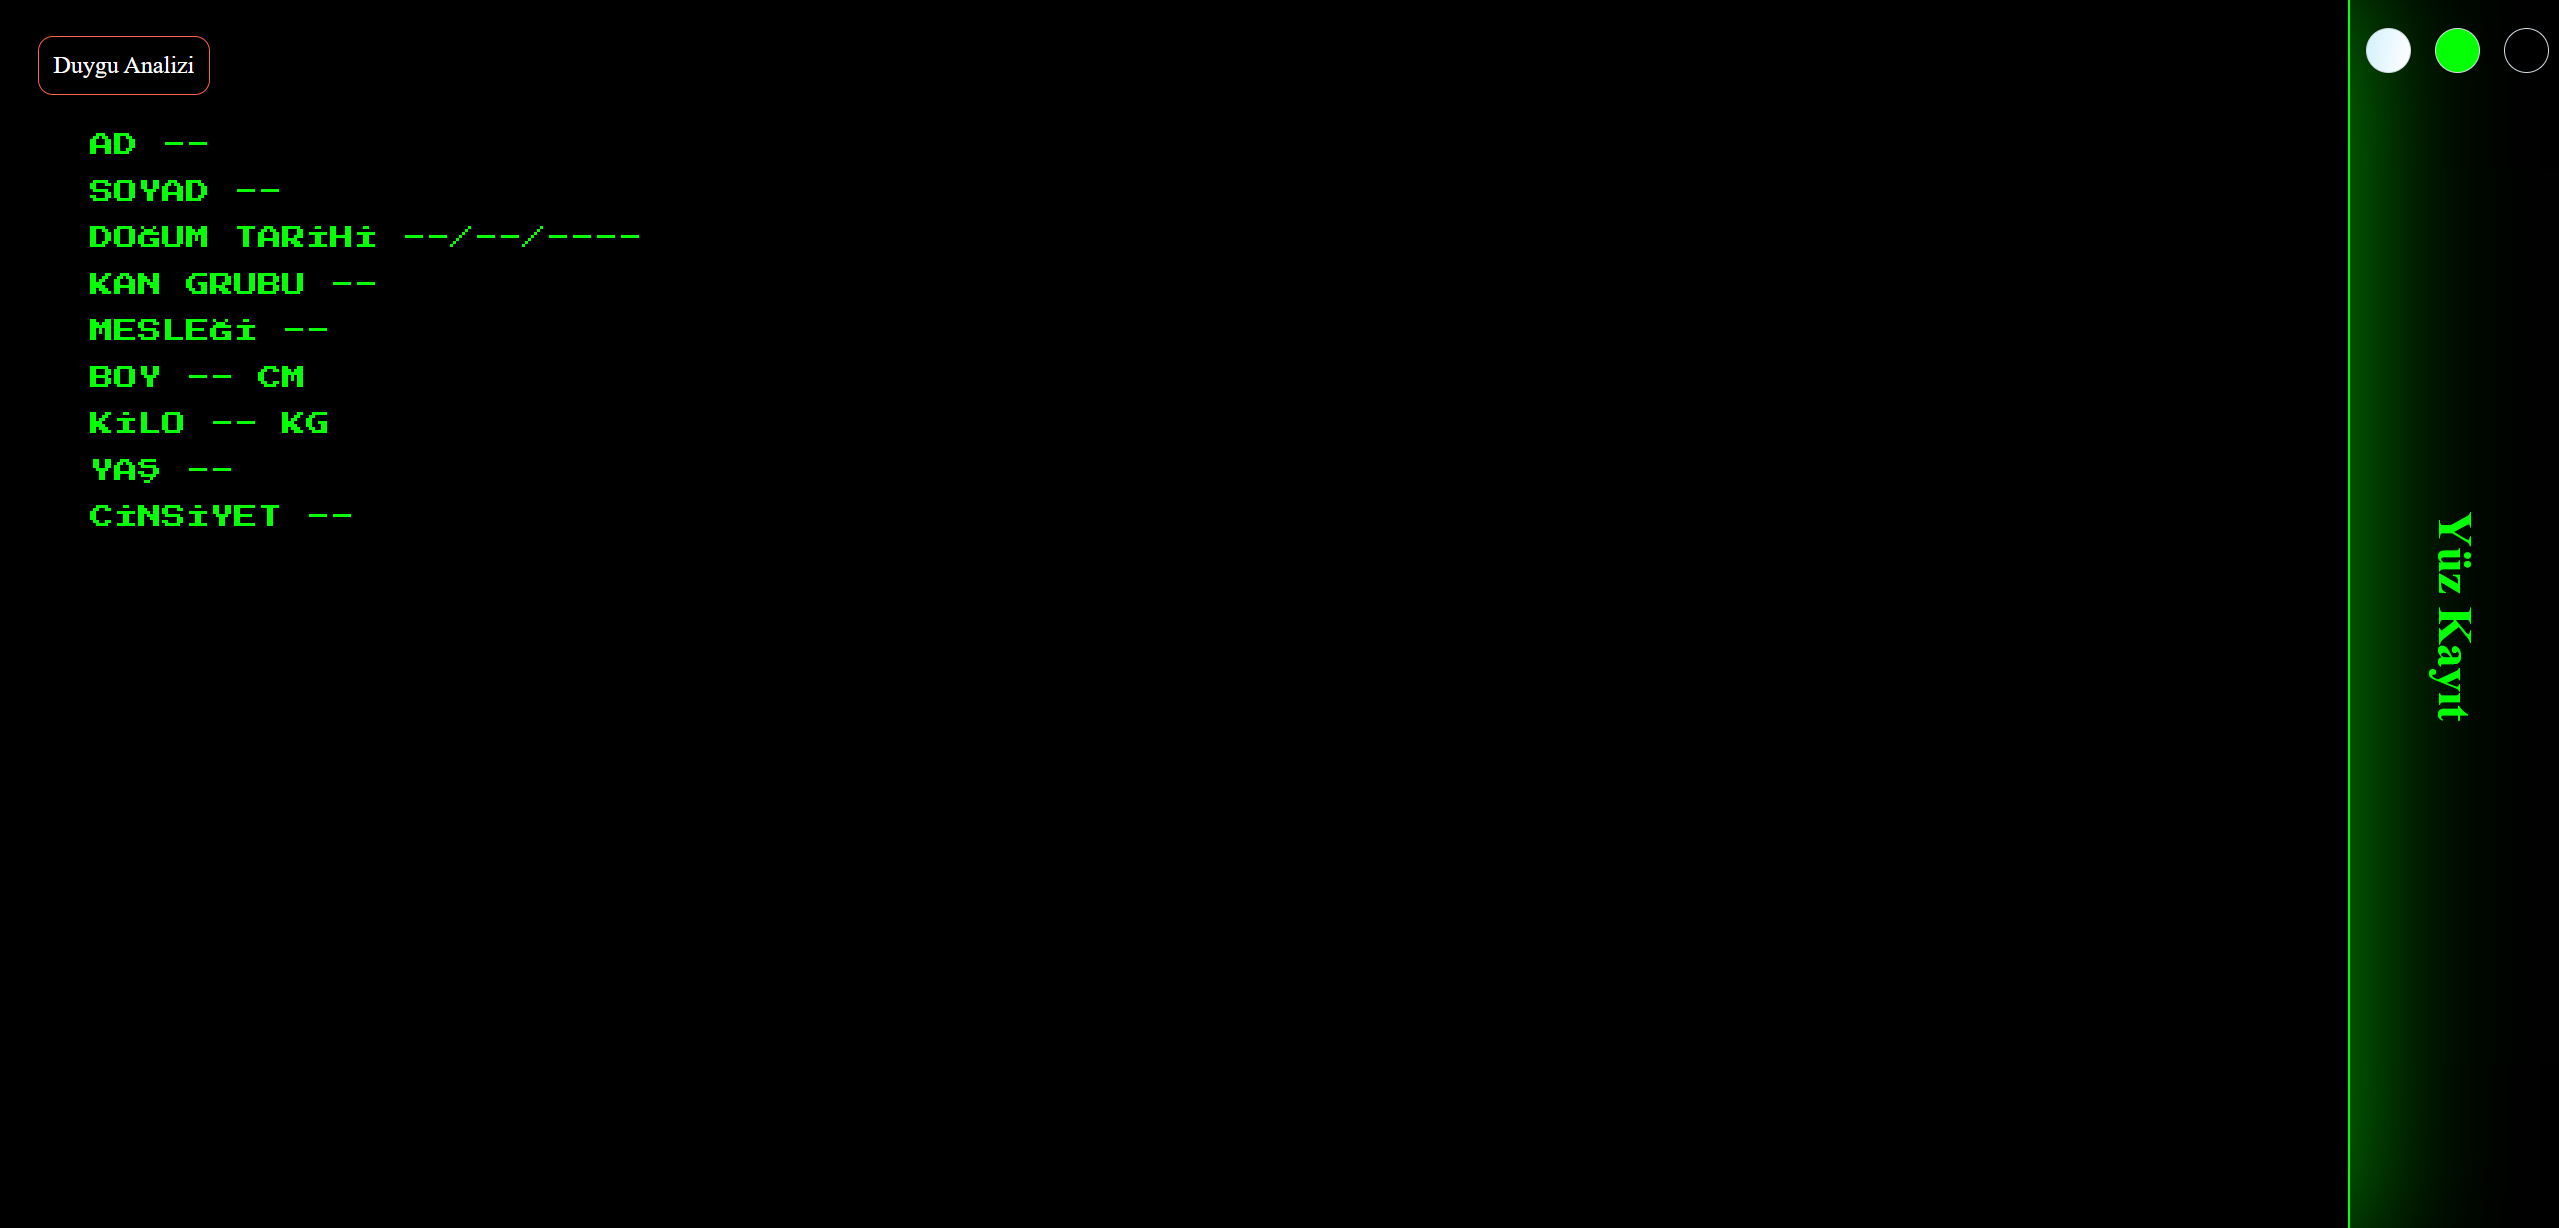 Duygu Analizi
AD --
SOYAD --
DOĞUM TARİHİ --/--/----
KAN GRUBU --
MESLEĞİ --
BOY -- CM
KİLO -- KG
YAŞ --
CİNSİYET --
Yüz Kayıt